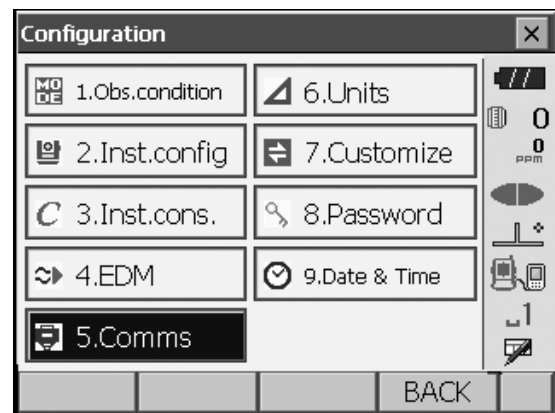 Configuration
MODE 1.Obs.condition
2.Inst.config
C 3.Inst.cons.
4.EDM
5.Comms
6.Units
7.Customize
8.Password
9.Date & Time
0
0
PPM
1
BACK